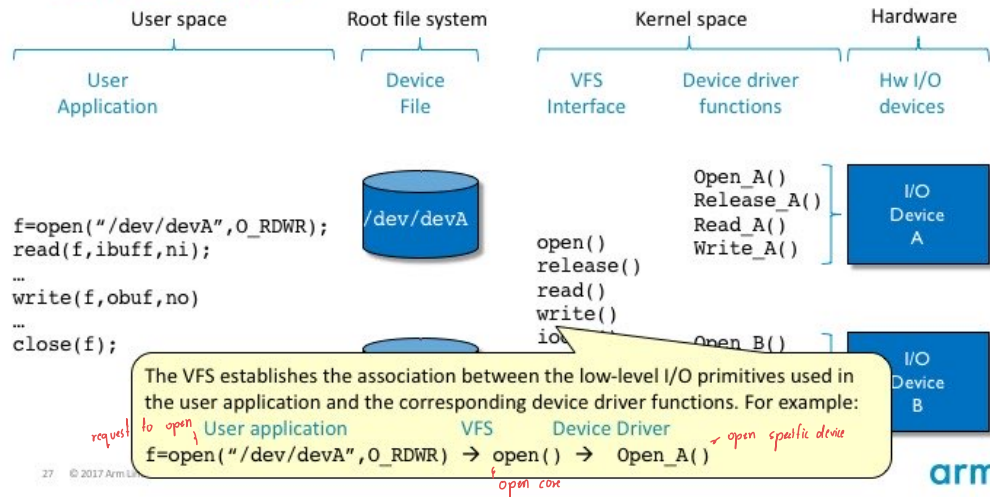 User space
Root file system
Kernel space
Hardware
User
Application
Device
File
VFS
Interface
Device driver
functions
Hw I/O
devices
f=open("/dev/devA",O_RDWR);
read(f,ibuff,ni);
…
write(f,obuf,no)
…
close(f);
/dev/devA
open()
release()
read()
write()
Open_A()
Release_A()
Read_A()
Write_A()
I/O
Device
A
Open_B()
I/O
Device
B
The VFS establishes the association between the low-level I/O primitives used in
the user application and the corresponding device driver functions. For example:
request to open
User application
VFS
Device Driver
open specific device
f=open("/dev/devA",O_RDWR) → open() → Open_A()
open
27 © 2017 Arm
arm